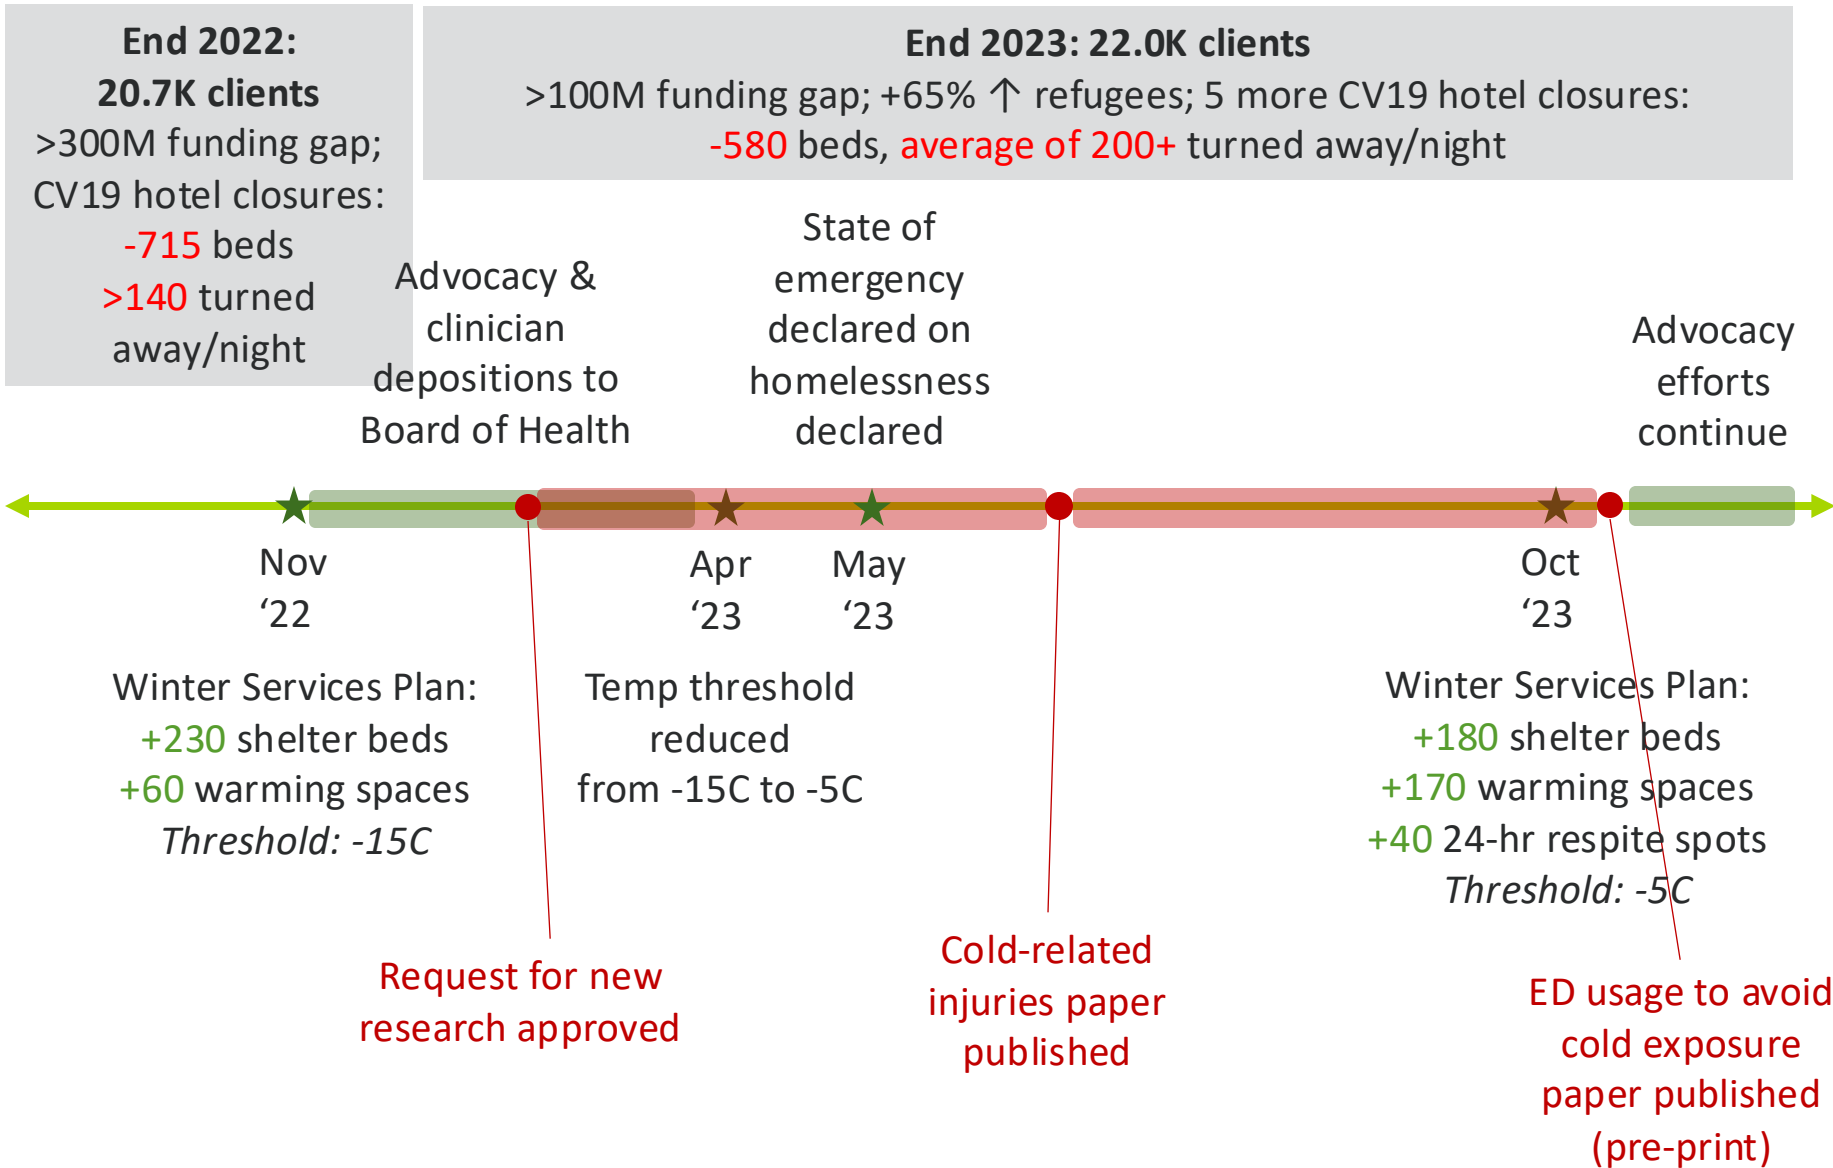 End 2022:
20.7K clients
>300M funding gap;
CV19 hotel closures:
-715 beds
>140 turned
away/night
End 2023: 22.0K clients
>100M funding gap; +65% ↑ refugees; 5 more CV19 hotel closures:
-580 beds, average of 200+ turned away/night
Advocacy &
clinician
depositions to
Board of Health
State of
emergency
declared on
homelessness
declared
Advocacy
efforts
continue
Nov
‘22
Apr
‘23
May
‘23
Oct
‘23
Winter Services Plan:
+230 shelter beds
+60 warming spaces
Threshold: -15C
Temp threshold
reduced
from -15C to -5C
Winter Services Plan:
+180 shelter beds
+170 warming spaces
+40 24-hr respite spots
Threshold: -5C
Request for new
research approved
Cold-related
injuries paper
published
ED usage to avoid
cold exposure
paper published
(pre-print)